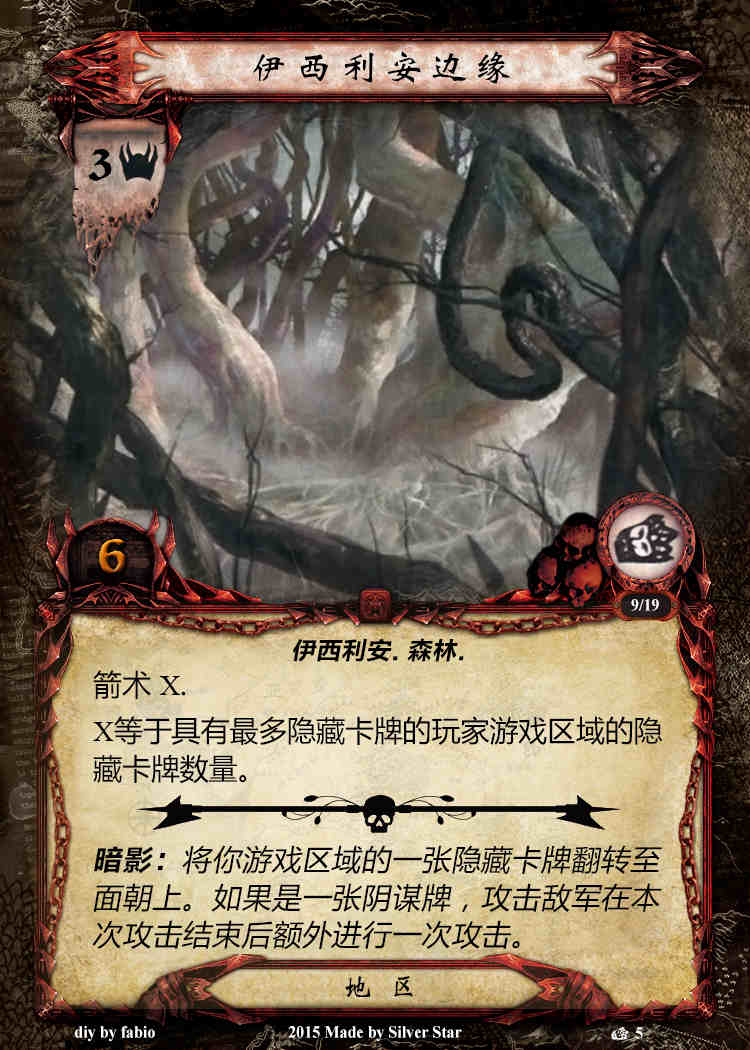 伊西利安边缘
3
6
9/19
伊西利安. 森林.
箭术 X.
X等于具有最多隐藏卡牌的玩家游戏区域的隐
藏卡牌数量。
暗影：将你游戏区域的一张隐藏卡牌翻转至
面朝上。如果是一张阴谋牌，攻击敌军在本
次攻击结束后额外进行一次攻击。
地区
diy by fabio
2015 Made by Silver Star
5